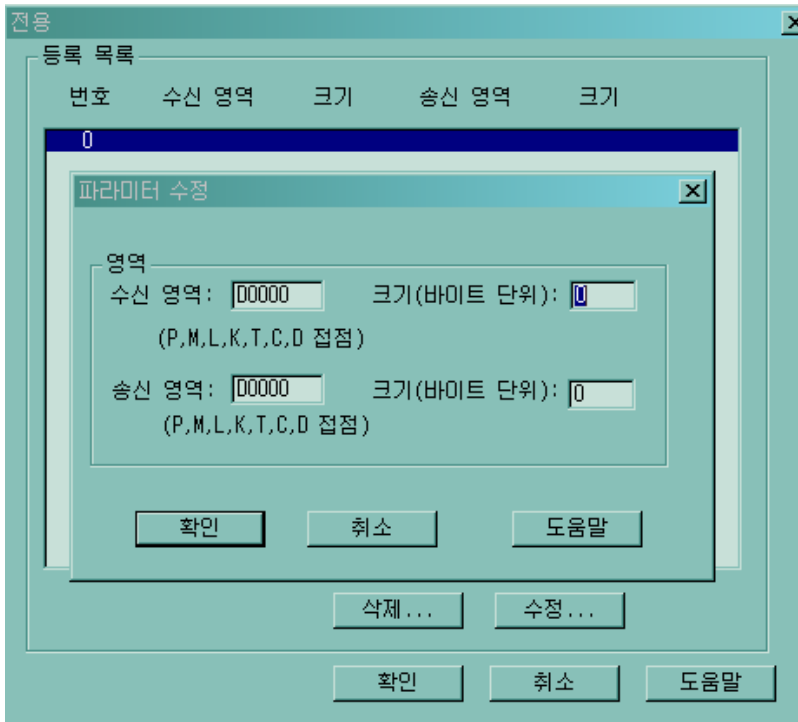 전용
등록 목록
번호 수신 영역 크기 송신 영역 크기
0
파라미터 수정
영역
수신 영역: D0000 크기(바이트 단위): 0
(P,M,L,K,T,C,D 접점)
송신 영역: D0000 크기(바이트 단위): 0
(P,M,L,K,T,C,D 접점)
확인 취소 도움말
삭제... 수정...
확인 취소 도움말